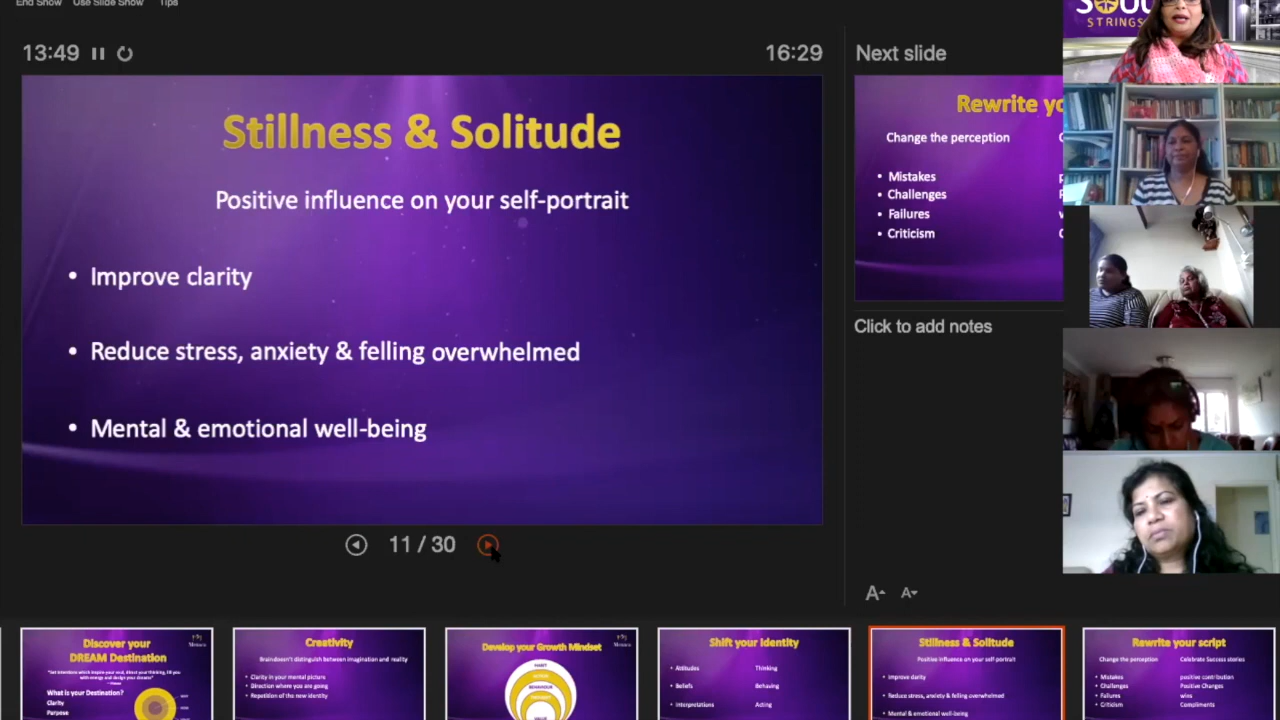 End Show
Use Slide Show
Tips
13:49
16:29
Next slide
Stillness & Solitude
Positive influence on your self-portrait
• Improve clarity
• Reduce stress, anxiety & felling overwhelmed
• Mental & emotional well-being
Rewrite yo
Change the perception
• Mistakes
• Challenges
• Failures
• Criticism
Click to add notes
11 / 30
STRINGS
Discover your
DREAM Destination
What is your Destination?
Clarity
Purpose
Creativity
Brain doesn't distinguish between imagination and reality
• Clarity in your mental picture
• Direction where you are going
• Repetition of the new identity
Develop your Growth Mindset
HABIT
BEHAVIOUR
Shift your Identity
• Attitudes
Thinking
• Beliefs
Behaving
• Interpretations
Acting
Stillness & Solitude
Positive influence on your self-portrait
• Improve clarity
• Reduce stress, anxiety & felling overwhelmed
• Mental & emotional well-being
Rewrite your script
Change the perception
Celebrate Success stories
• Mistakes
positive contribution
• Challenges
Positive Changes
• Failures
wins
• Criticism
Compliments